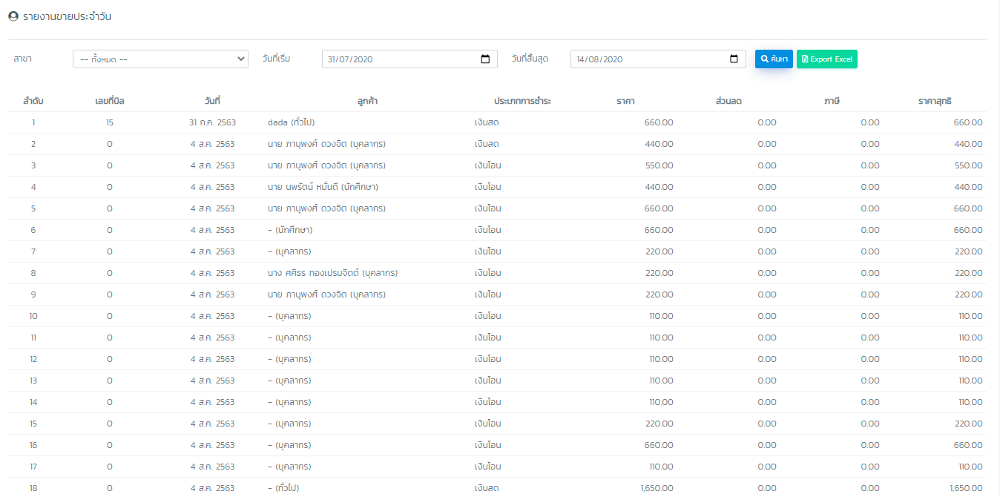 รายงานขายประจำวัน
สาขา -- ทั้งหมด -- วันที่เริ่ม 31/07/2020 วันที่สิ้นสุด 14/08/2020 ค้นหา Export Excel
ลำดับ เลขที่บิล วันที่ ลูกค้า ประเภทการชำระ ราคา ส่วนลด ภาษี ราคาสุทธิ
1 15 31 ก.ค. 2563 dada (ทั่วไป) เงินสด 660.00 0.00 0.00 660.00
2 0 4 ส.ค. 2563 นาย ภานุพงศ์ ดวงจิต (บุคลากร) เงินสด 440.00 0.00 0.00 440.00
3 0 4 ส.ค. 2563 นาย ภานุพงศ์ ดวงจิต (บุคลากร) เงินโอน 550.00 0.00 0.00 550.00
4 0 4 ส.ค. 2563 นาย นพรัตน์ หมั่นดี (นักศึกษา) เงินโอน 440.00 0.00 0.00 440.00
5 0 4 ส.ค. 2563 นาย ภานุพงศ์ ดวงจิต (บุคลากร) เงินโอน 660.00 0.00 0.00 660.00
6 0 4 ส.ค. 2563 - (นักศึกษา) เงินโอน 660.00 0.00 0.00 660.00
7 0 4 ส.ค. 2563 - (บุคลากร) เงินโอน 220.00 0.00 0.00 220.00
8 0 4 ส.ค. 2563 นาง ศศิธร ทองเปรมจิตต์ (บุคลากร) เงินโอน 220.00 0.00 0.00 220.00
9 0 4 ส.ค. 2563 นาย ภานุพงศ์ ดวงจิต (บุคลากร) เงินโอน 220.00 0.00 0.00 220.00
10 0 4 ส.ค. 2563 - (บุคลากร) เงินโอน 110.00 0.00 0.00 110.00
11 0 4 ส.ค. 2563 - (บุคลากร) เงินโอน 110.00 0.00 0.00 110.00
12 0 4 ส.ค. 2563 - (บุคลากร) เงินโอน 110.00 0.00 0.00 110.00
13 0 4 ส.ค. 2563 - (บุคลากร) เงินโอน 110.00 0.00 0.00 110.00
14 0 4 ส.ค. 2563 - (บุคลากร) เงินโอน 110.00 0.00 0.00 110.00
15 0 4 ส.ค. 2563 - (บุคลากร) เงินโอน 220.00 0.00 0.00 220.00
16 0 4 ส.ค. 2563 - (บุคลากร) เงินโอน 660.00 0.00 0.00 660.00
17 0 4 ส.ค. 2563 - (บุคลากร) เงินโอน 110.00 0.00 0.00 110.00
18 0 4 ส.ค. 2563 - (ทั่วไป) เงินสด 1,650.00 0.00 0.00 1,650.00